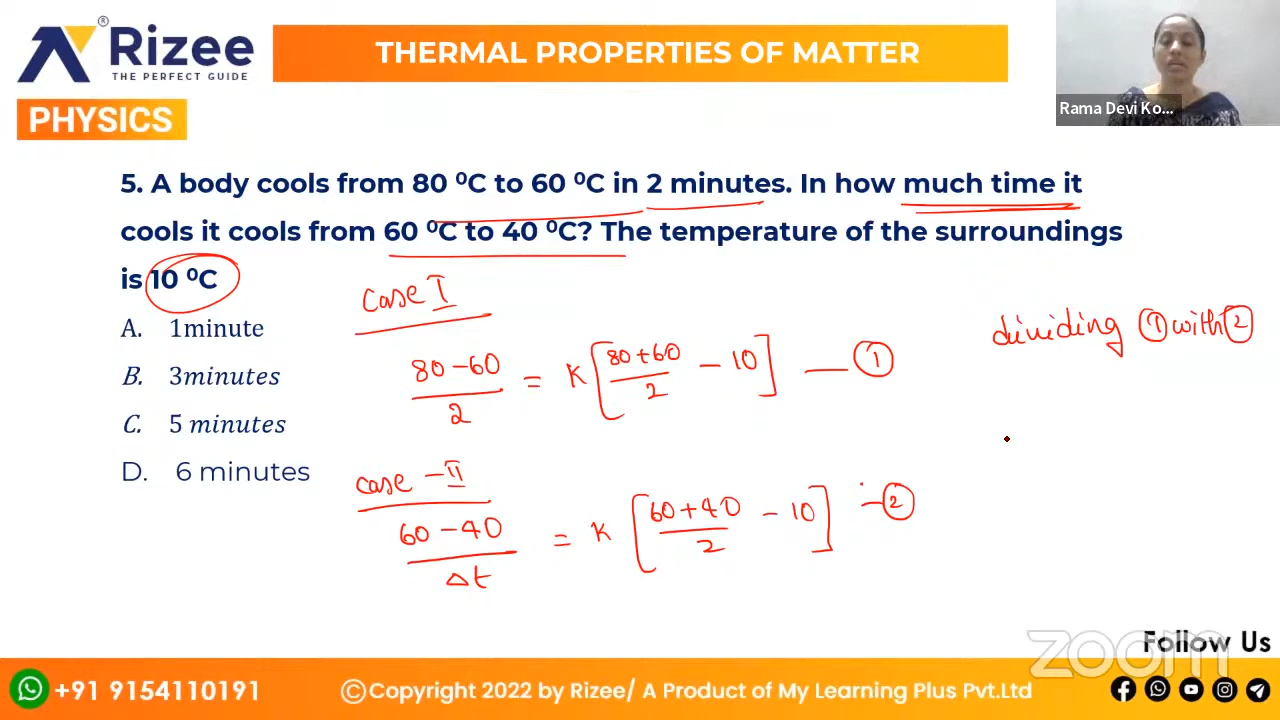 Rizee®
THE PERFECT GUIDE
THERMAL PROPERTIES OF MATTER
Rama Devi Ko...
PHYSICS
5. A body cools from 80 ⁰C to 60 ⁰C in 2 minutes. In how much time it
cools it cools from 60 ⁰C to 40 ⁰C? The temperature of the surroundings
is 10 ⁰C
A. 1minute
B. 3minutes
C. 5 minutes
D. 6 minutes
case I
(80-60)/2 = K[(80+60)/2 - 10] — ①
case - II
(60-40)/Δt = K[(60+40)/2 - 10] - ②
dividing ① with ②
zoom
Follow Us
+91 9154110191
©Copyright 2022 by Rizee/ A Product of My Learning Plus Pvt.Ltd